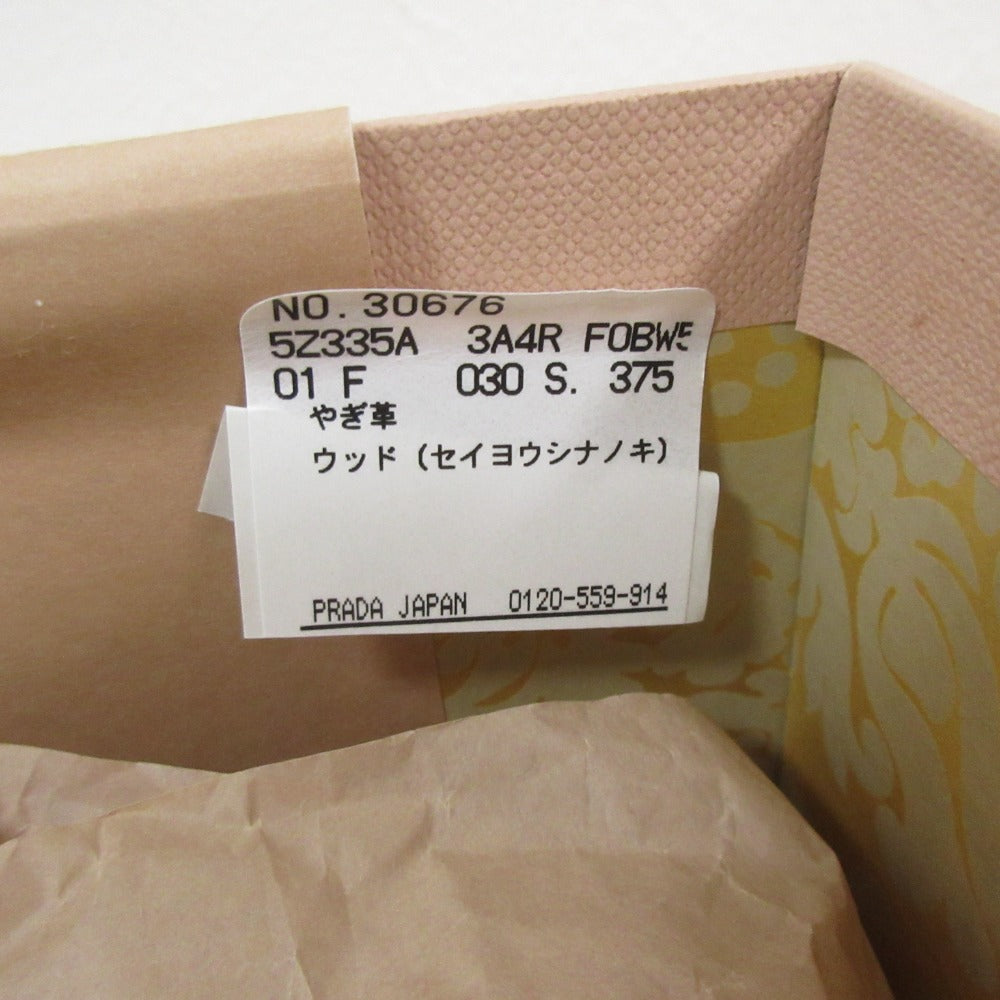 NO. 30676
5Z335A 3A4R F0BW5
01 F 030 S. 375
やぎ革
ウッド (セイヨウシナノキ)
PRADA JAPAN 0120-559-914